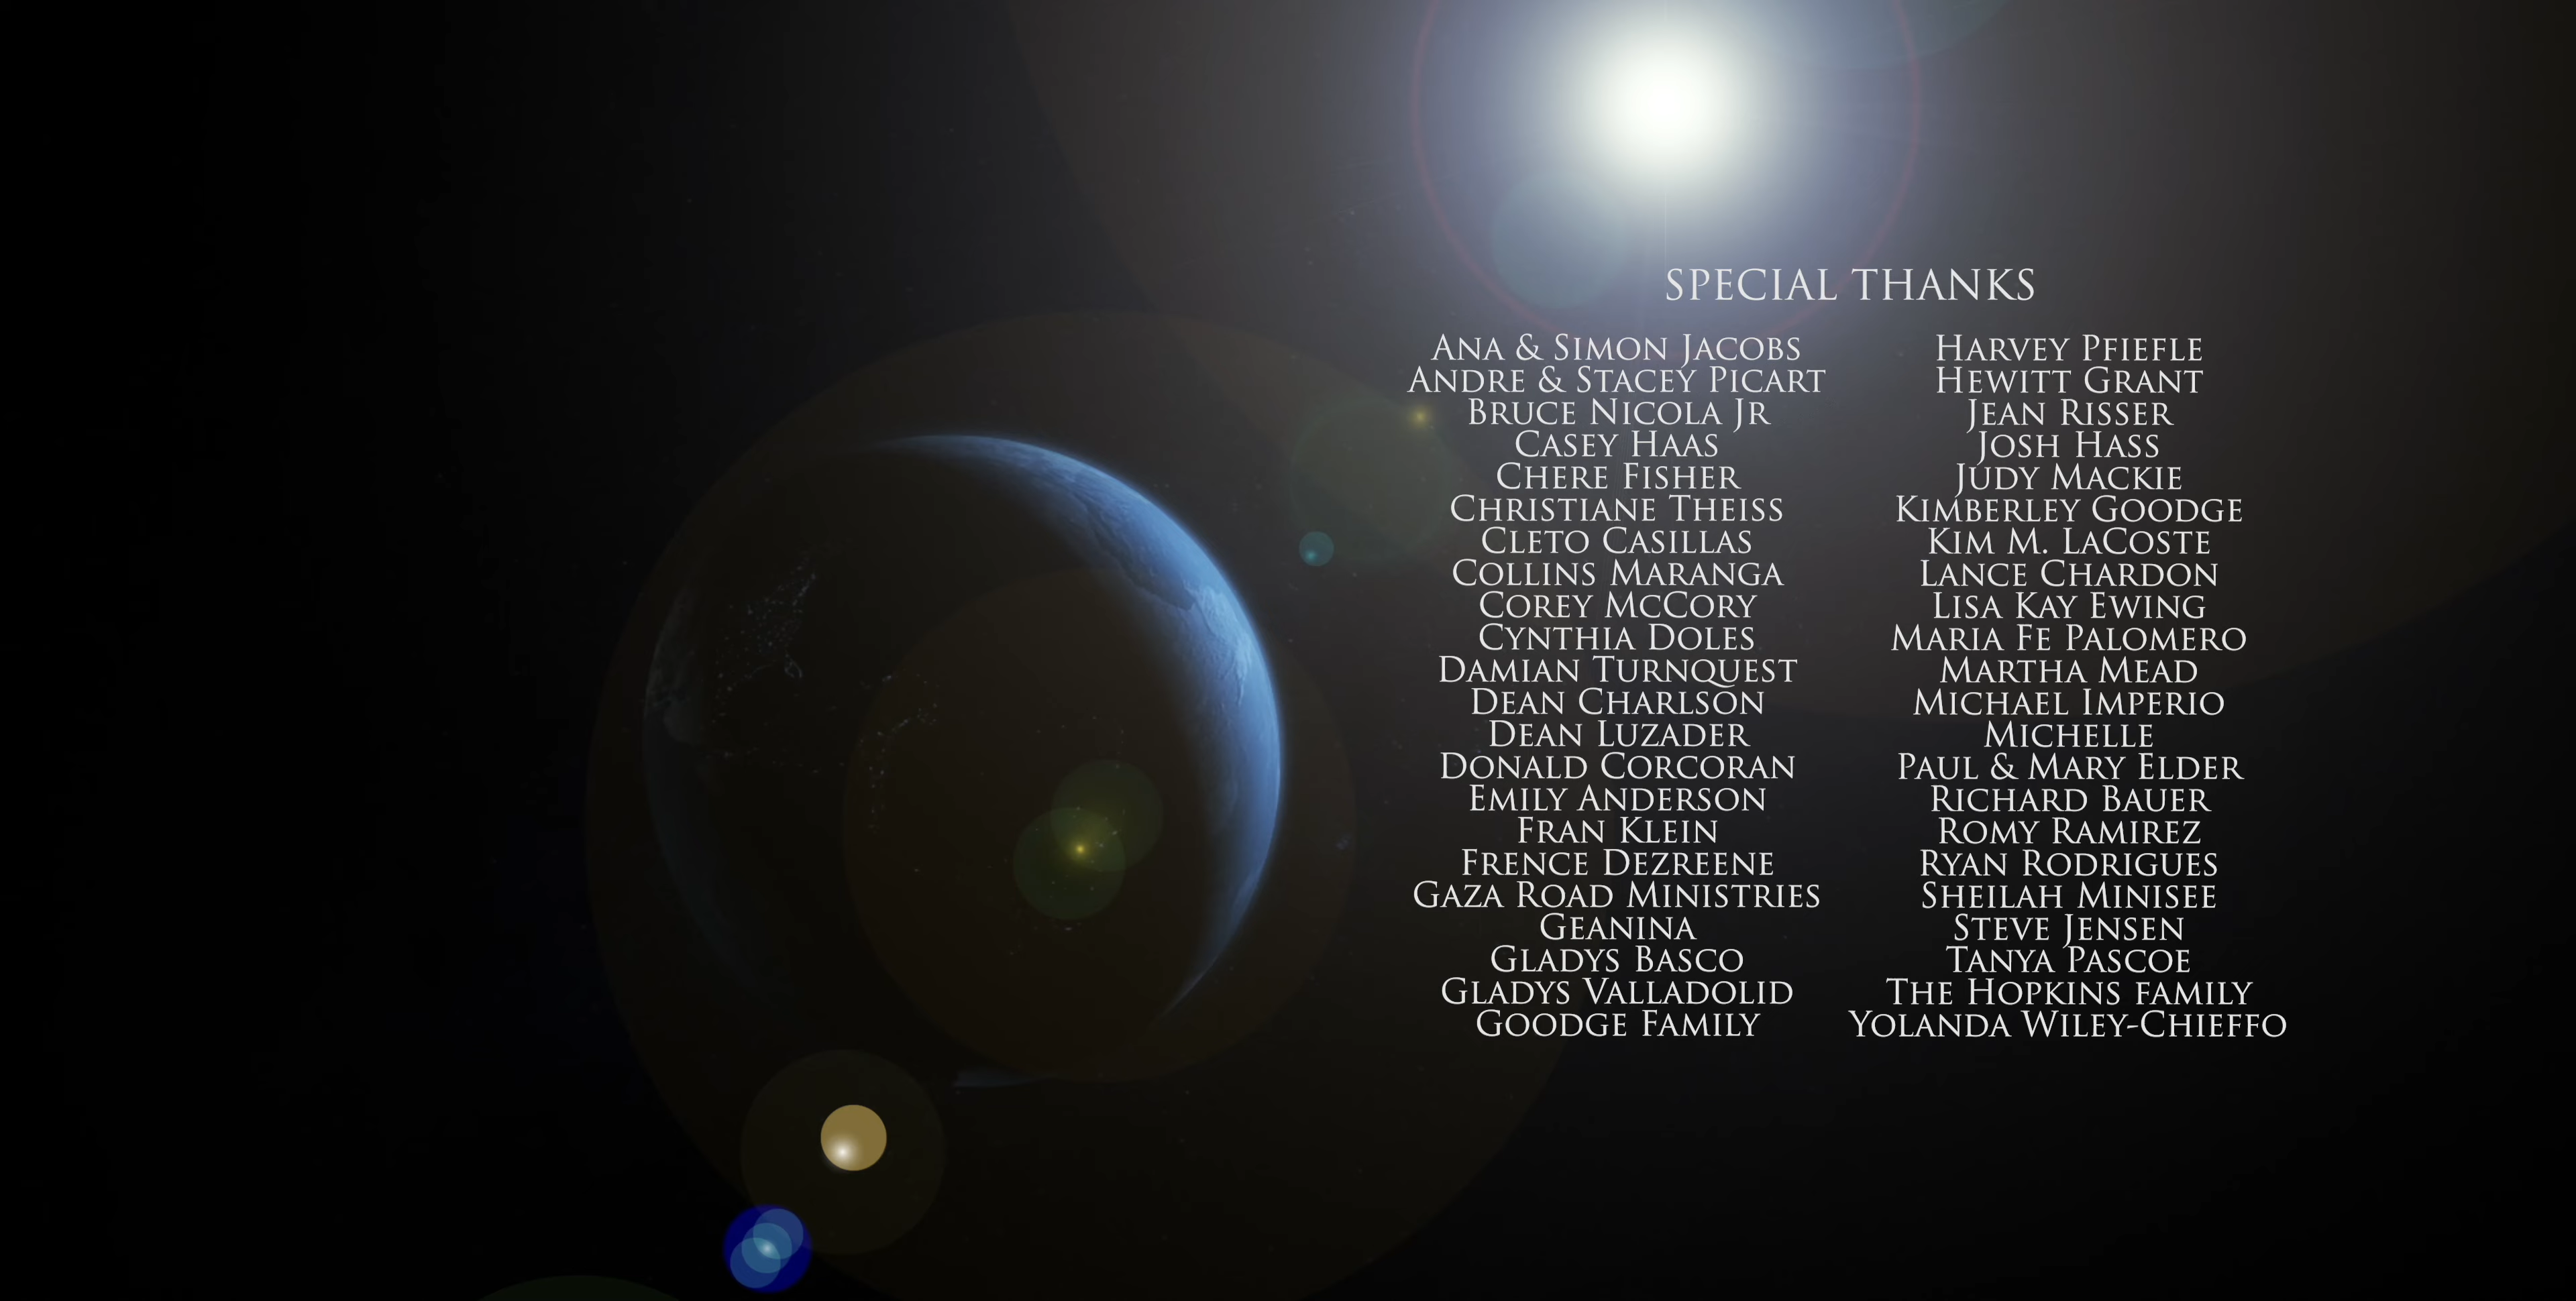 SPECIAL THANKS
Ana & Simon Jacobs
Andre & Stacey Picart
Bruce Nicola Jr
Casey Haas
Chere Fisher
Christiane Theiss
Cleto Casillas
Collins Maranga
Corey McCory
Cynthia Doles
Damian Turnquest
Dean Charlson
Dean Luzader
Donald Corcoran
Emily Anderson
Fran Klein
Frence Dezreene
Gaza Road Ministries
Geanina
Gladys Basco
Gladys Valladolid
Goodge Family
Harvey Pfiefle
Hewitt Grant
Jean Risser
Josh Hass
Judy Mackie
Kimberley Goodge
Kim M. LaCoste
Lance Chardon
Lisa Kay Ewing
Maria Fe Palomero
Martha Mead
Michael Imperio
Michelle
Paul & Mary Elder
Richard Bauer
Romy Ramirez
Ryan Rodrigues
Sheilah Minisee
Steve Jensen
Tanya Pascoe
The Hopkins family
Yolanda Wiley-Chieffo